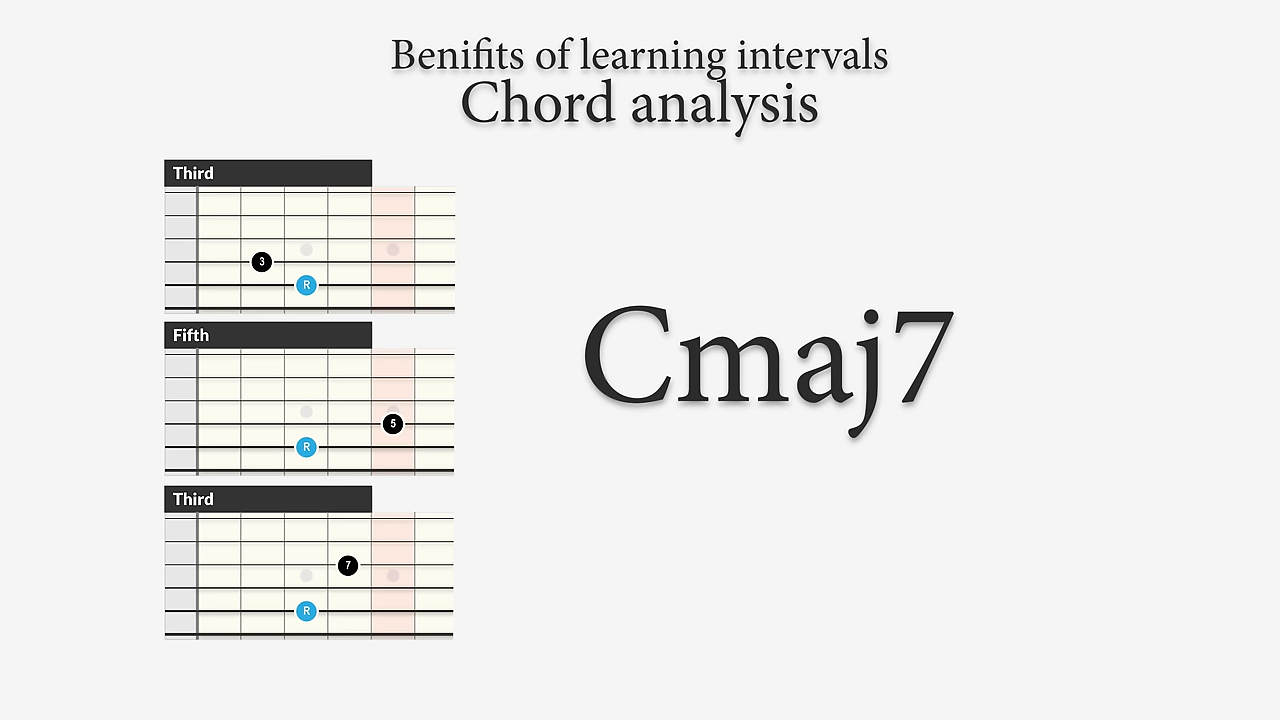 Benifits of learning intervals
Chord analysis
Third
3
R
Fifth
5
R
Third
7
R
Cmaj7